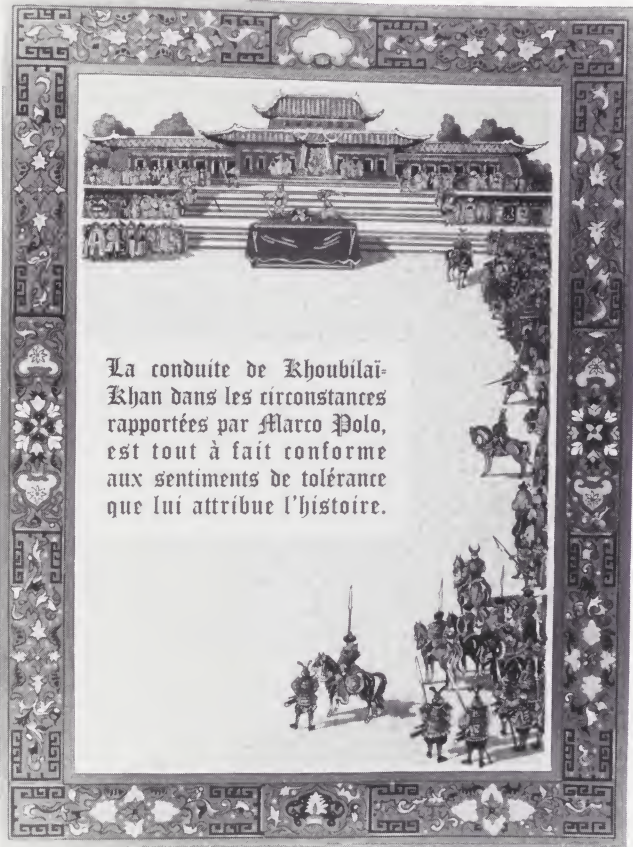 La conduite de Khoubilaï-
Khan dans les circonstances
rapportées par Marco Polo,
est tout à fait conforme
aux sentiments de tolérance
que lui attribue l'histoire.